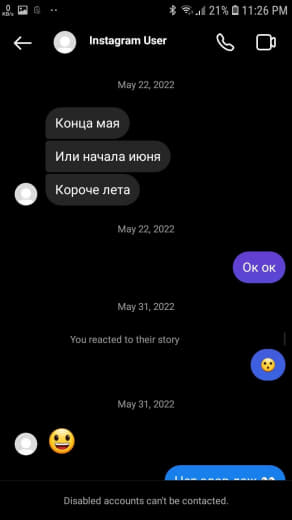 0 KB/s 21% 11:26 PM
Instagram User
May 22, 2022
Конца мая
Или начала июня
Короче лета
May 22, 2022
Ок ок
May 31, 2022
You reacted to their story
😯
May 31, 2022
😃
Disabled accounts can't be contacted.